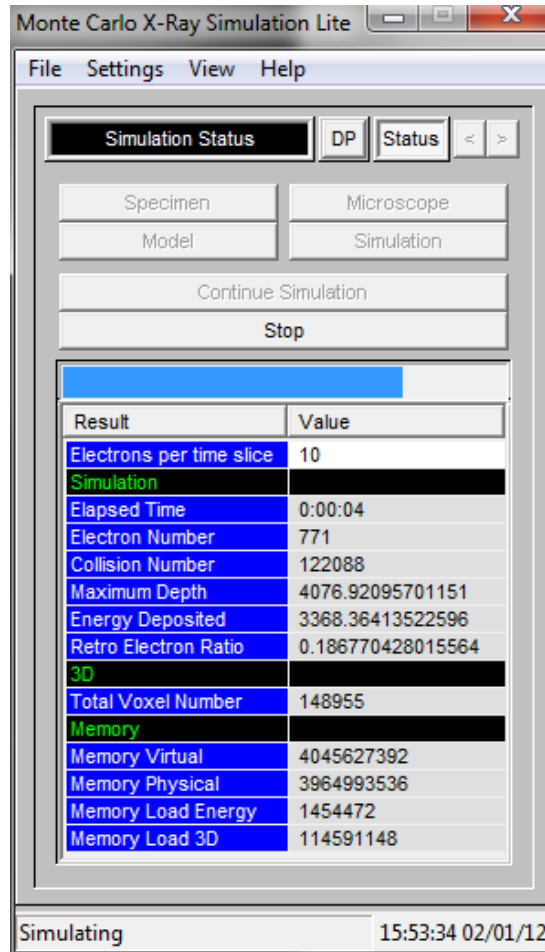 Monte Carlo X-Ray Simulation Lite
File Settings View Help
Simulation Status DP Status < >
Specimen Microscope
Model Simulation
Continue Simulation
Stop
Result Value
Electrons per time slice 10
Simulation
Elapsed Time 0:00:04
Electron Number 771
Collision Number 122088
Maximum Depth 4076.92095701151
Energy Deposited 3368.36413522596
Retro Electron Ratio 0.186770428015564
3D
Total Voxel Number 148955
Memory
Memory Virtual 4045627392
Memory Physical 3964993536
Memory Load Energy 1454472
Memory Load 3D 114591148
Simulating 15:53:34 02/01/12